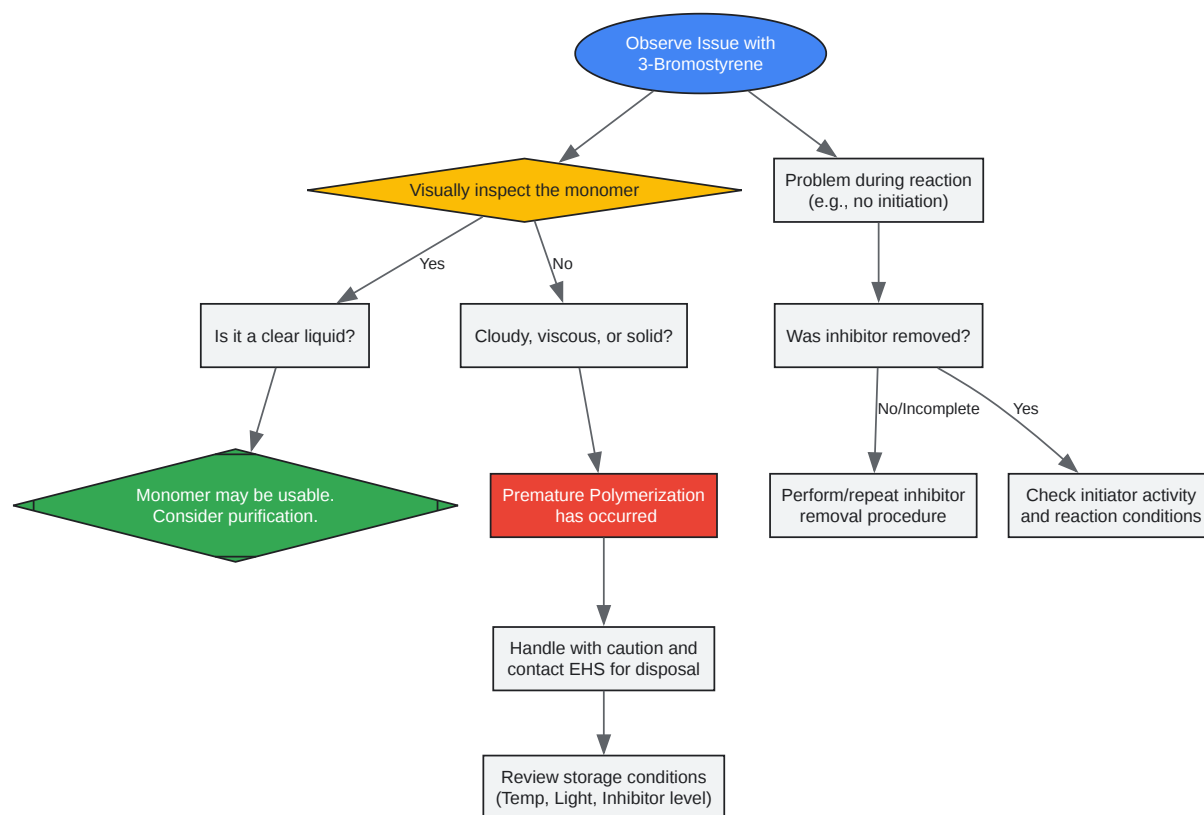 Observe Issue with
3-Bromostyrene
Visually inspect the monomer
Problem during reaction
(e.g., no initiation)
Yes
No
Is it a clear liquid?
Cloudy, viscous, or solid?
Was inhibitor removed?
No/Incomplete
Yes
Monomer may be usable.
Consider purification.
Premature Polymerization
has occurred
Perform/repeat inhibitor
removal procedure
Check initiator activity
and reaction conditions
Handle with caution and
contact EHS for disposal
Review storage conditions
(Temp, Light, Inhibitor level)